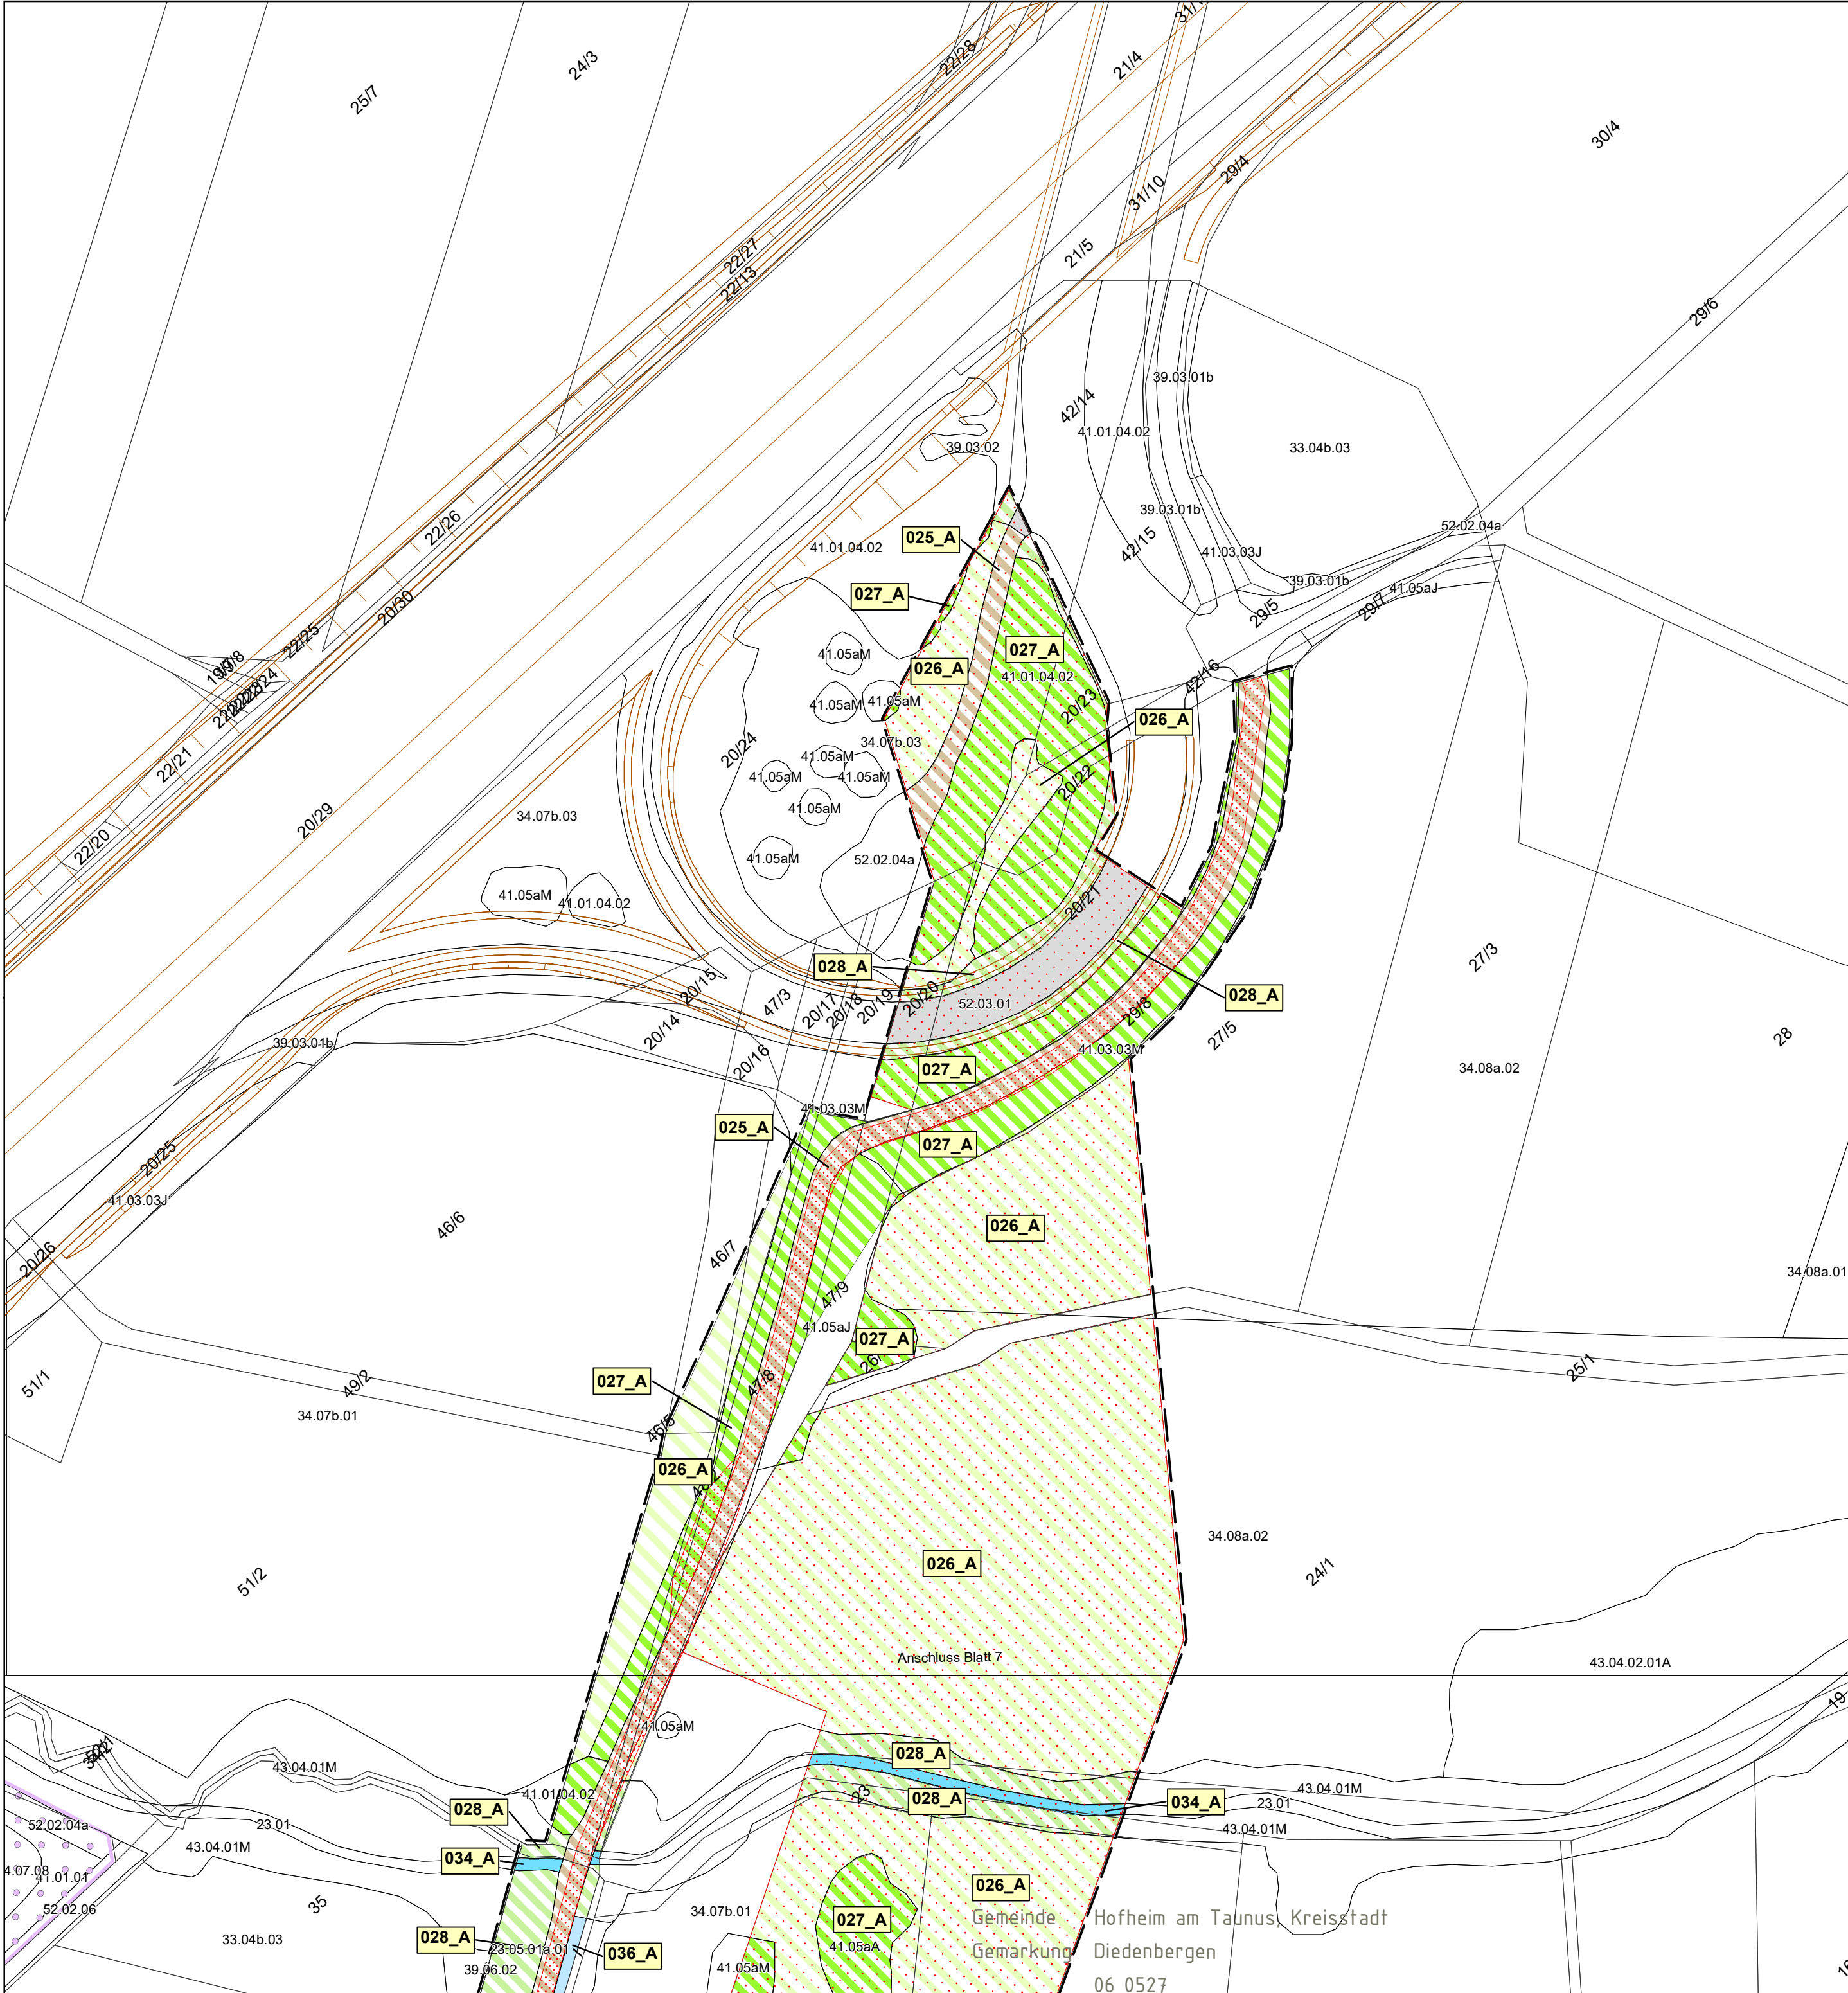 31/1
22/28
24/3
21/4
25/7
30/4
29/4
31/10
22/27
21/5
22/13
29/6
39.03.01b
42/14
41.01.04.02
39.03.02
33.04b.03
39.03.01b
22/26
52.02.04a
025_A
41.01.04.02
42/15
41.03.03J
39.03.01b
41.05aJ
027_A
20/30
29/7
29/5
22/25
027_A
41.05aM
19/8
026_A
41.01.04.02
42/16
41.05aM
41.05aM
20/23
026_A
34.07b.03
20/24
41.05aM
22/21
41.05aM
41.05aM
20/22
41.05aM
34.07b.03
20/29
22/20
41.05aM
52.02.04a
41.05aM
41.01.04.02
20/21
27/3
028_A
20/15
47/3
20/17
20/18
20/19
20/20
52.03.01
028_A
29/8
27/5
28
20/14
39.03.01b
20/16
41.03.03M
34.08a.02
027_A
41.03.03M
025_A
027_A
20/25
41.03.03J
46/6
026_A
46/7
20/26
34.08a.01
47/9
41.05aJ
027_A
25/1
51/1
49/2
027_A
47/8
34.07b.01
46/5
026_A
34.08a.02
026_A
24/1
51/2
Anschluss Blatt 7
43.04.02.01A
19
41.05aM
028_A
43.04.01M
43.04.01M
41.01.04.02
23
028_A
034_A
23.01
028_A
52.02.04a
23.01
43.04.01M
43.04.01M
034_A
41.01.01
026_A
35
52.02.06
34.07b.01
027_A
Gemeinde Hofheim am Taunus, Kreisstadt
33.04b.03
028_A
23.05.01a.01
036_A
41.05aA
Gemarkung Diedenbergen
39.06.02
41.05aM
06 0527